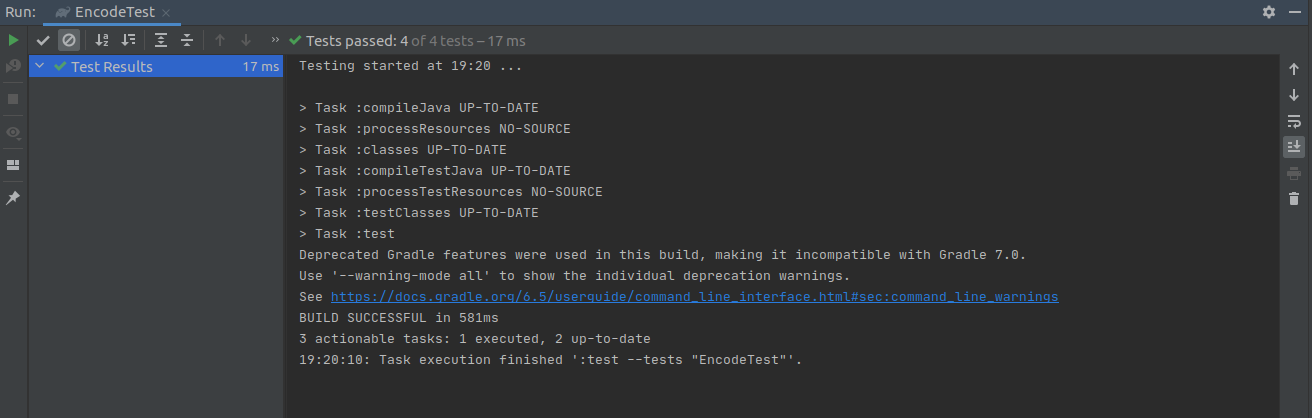 Run: EncodeTest
Tests passed: 4 of 4 tests – 17 ms
Test Results 17 ms
Testing started at 19:20 ...
> Task :compileJava UP-TO-DATE
> Task :processResources NO-SOURCE
> Task :classes UP-TO-DATE
> Task :compileTestJava UP-TO-DATE
> Task :processTestResources NO-SOURCE
> Task :testClasses UP-TO-DATE
> Task :test
Deprecated Gradle features were used in this build, making it incompatible with Gradle 7.0.
Use '--warning-mode all' to show the individual deprecation warnings.
See https://docs.gradle.org/6.5/userguide/command_line_interface.html#sec:command_line_warnings
BUILD SUCCESSFUL in 581ms
3 actionable tasks: 1 executed, 2 up-to-date
19:20:10: Task execution finished ':test --tests "EncodeTest"'.